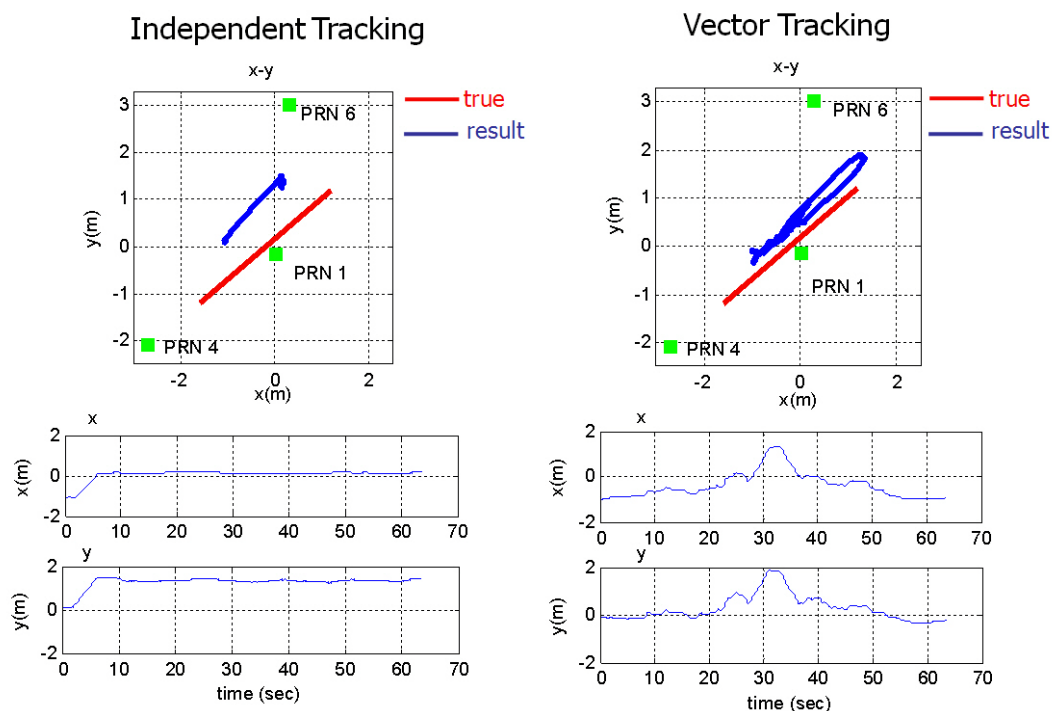 Independent Tracking
x-y
true
result
3
2
1
0
-1
-2
y(m)
PRN 6
PRN 1
PRN 4
-2
0
2
x(m)
x
2
0
-2
x(m)
0
10
20
30
40
50
60
70
y
2
0
-2
y(m)
0
10
20
30
40
50
60
70
time (sec)
Vector Tracking
x-y
true
result
3
2
1
0
-1
-2
y(m)
PRN 6
PRN 1
PRN 4
-2
0
2
x(m)
x
2
0
-2
x(m)
0
10
20
30
40
50
60
70
y
2
0
-2
y(m)
0
10
20
30
40
50
60
70
time (sec)